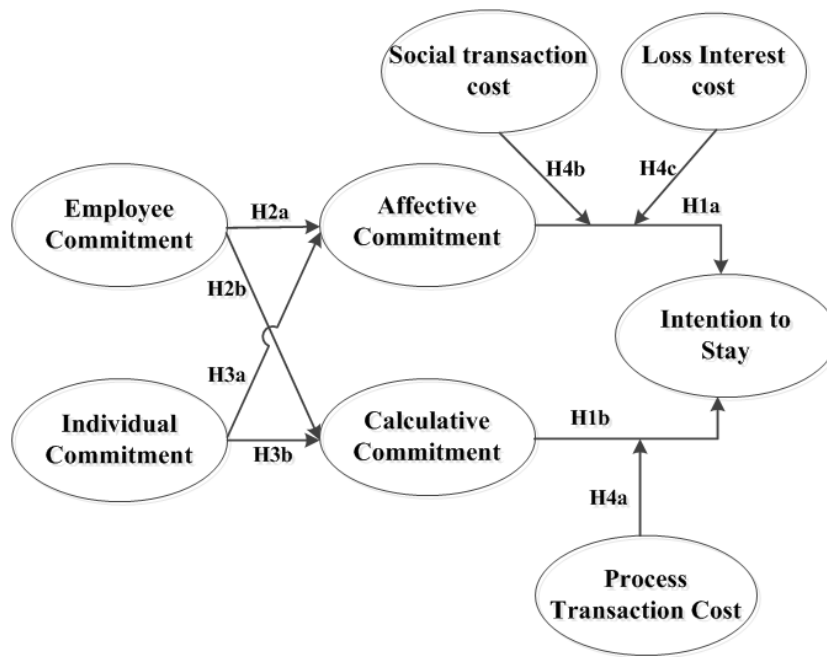 Social transaction
cost
Loss Interest
cost
H4b
H4c
Employee
Commitment
H2a
Affective
Commitment
H1a
H2b
Intention to
Stay
H3a
Individual
Commitment
H3b
Calculative
Commitment
H1b
H4a
Process
Transaction Cost